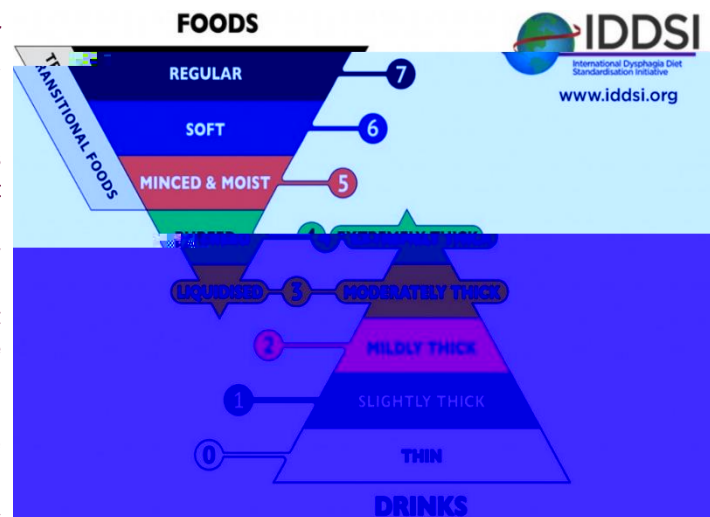 FOODS
IDDSI
International Dysphagia Diet
Standardisation Initiative
www.iddsi.org
TRANSITIONAL FOODS
REGULAR
7
SOFT
6
MINCED & MOIST
5
EXTREMELY THICK
LIQUIDISED
3
MODERATELY THICK
2
MILDLY THICK
1
SLIGHTLY THICK
0
THIN
DRINKS